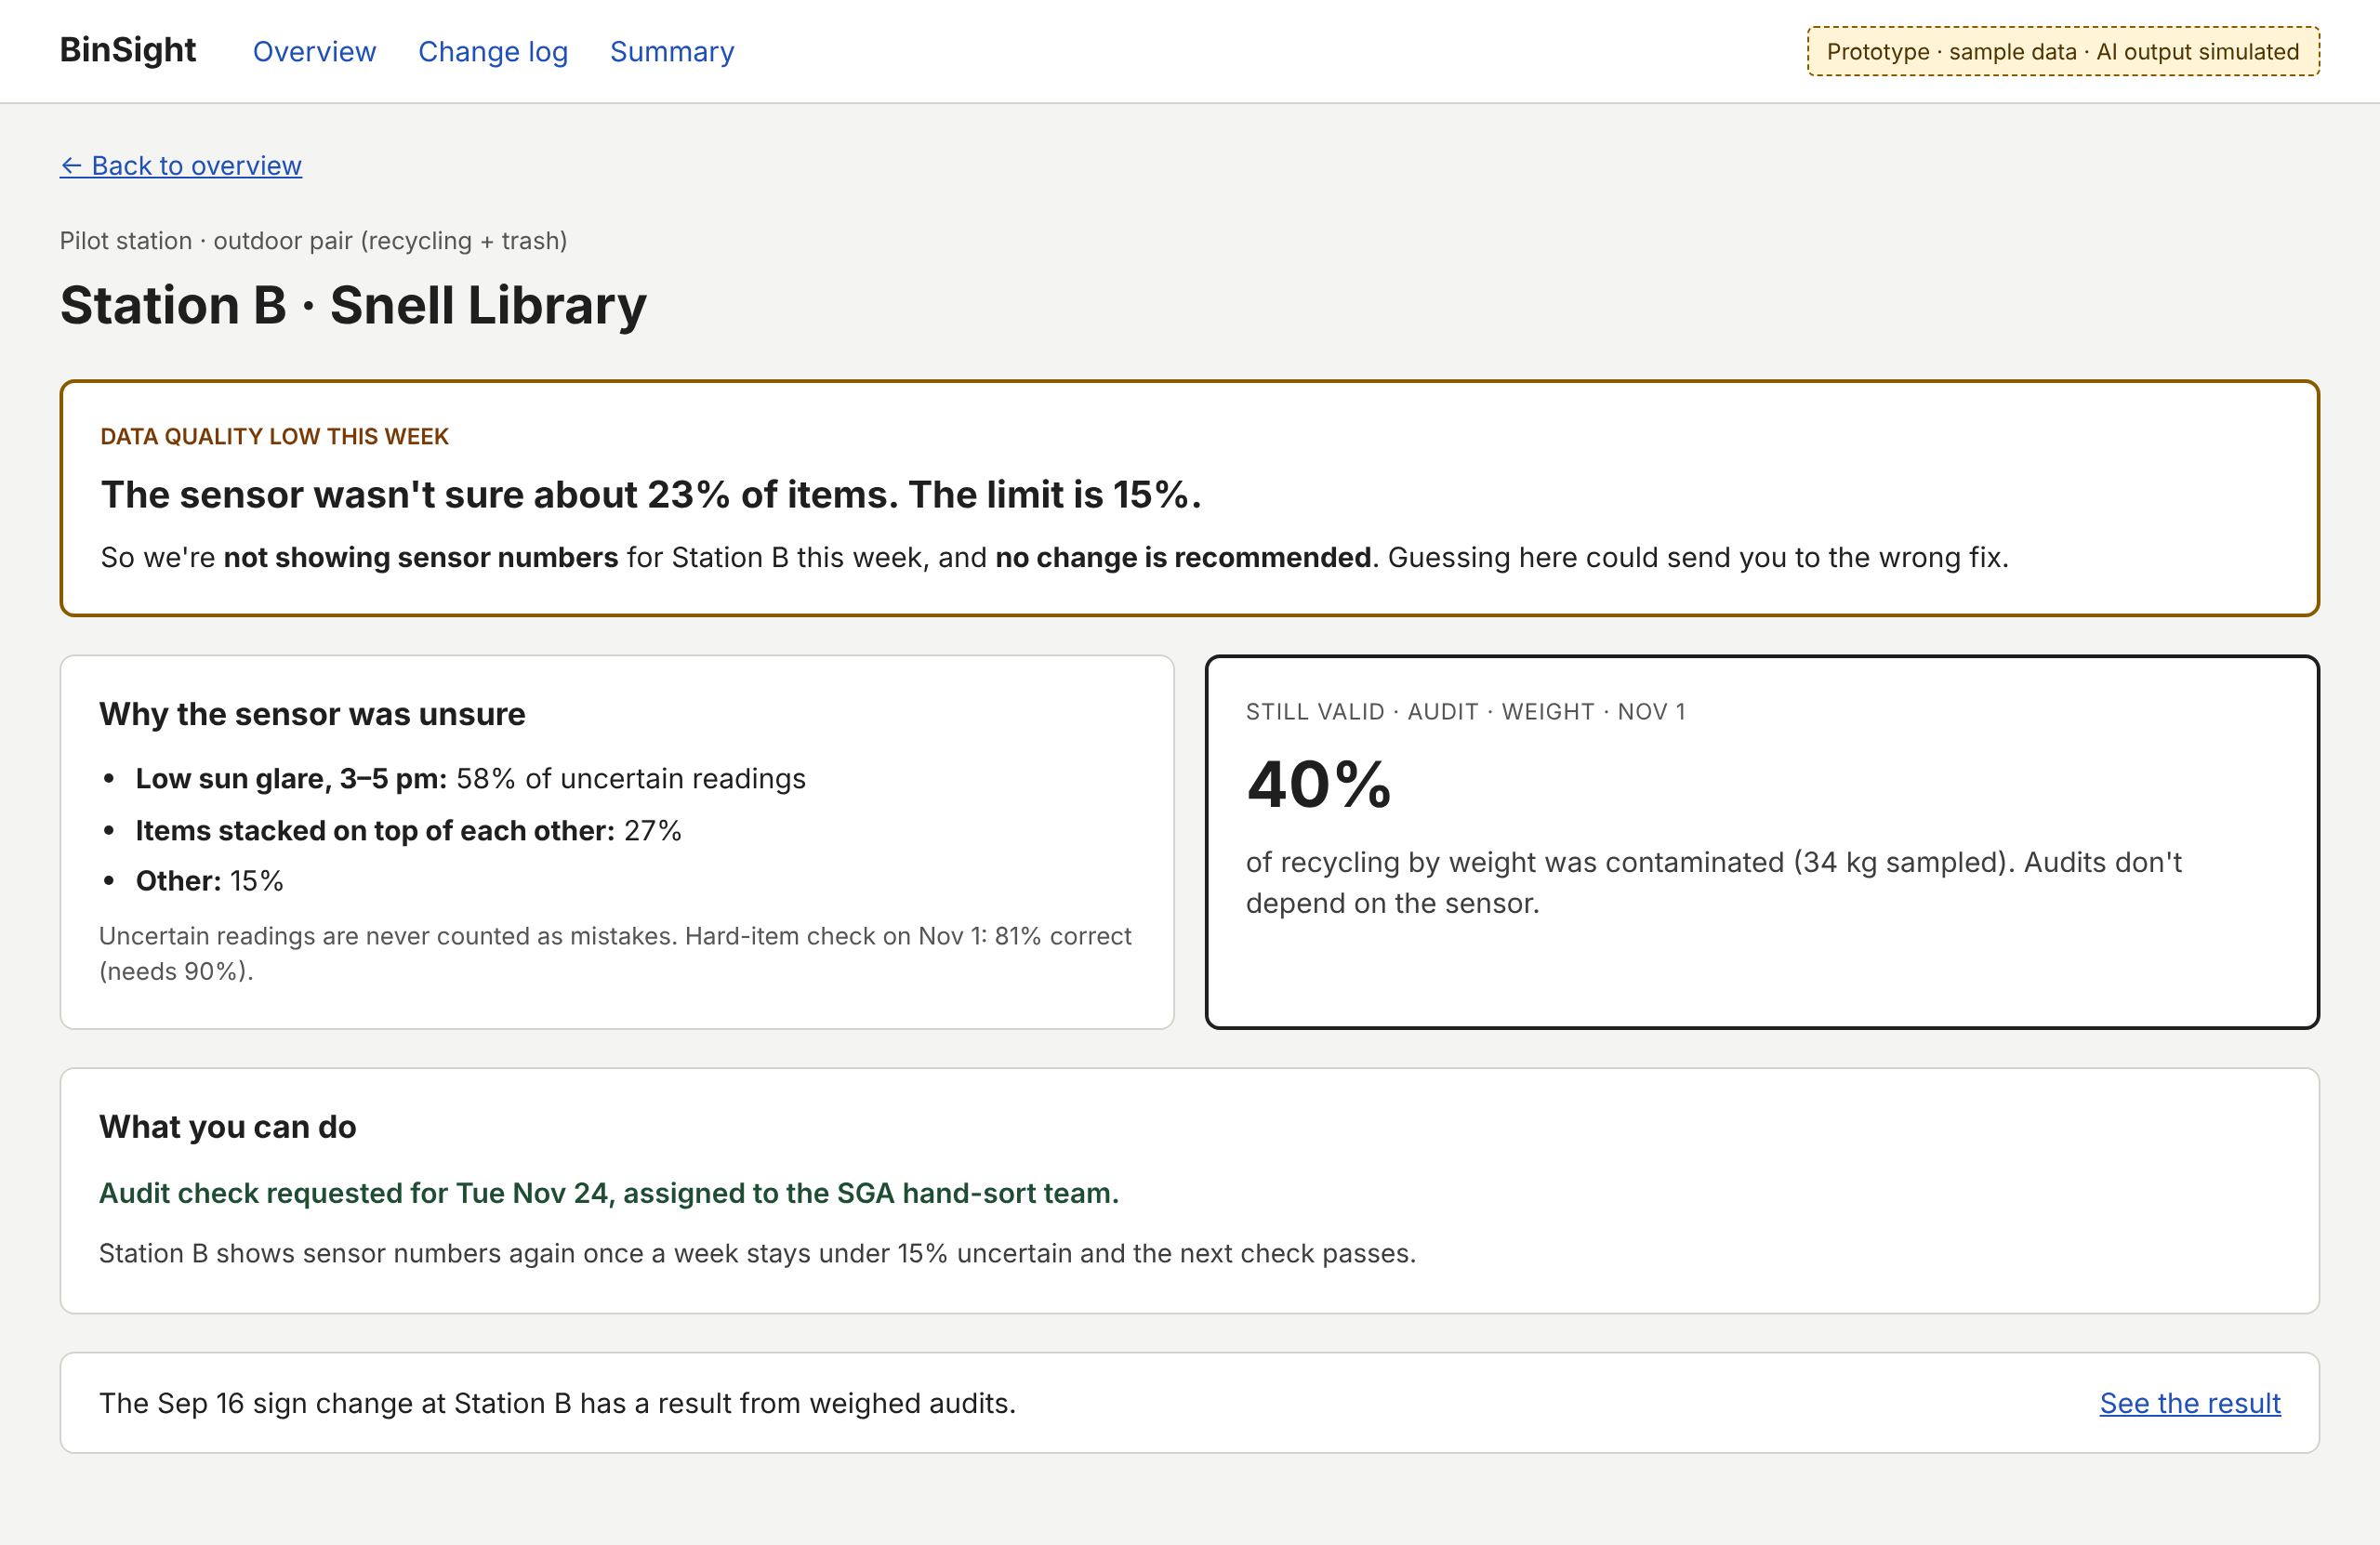 BinSight Overview Change log Summary Prototype · sample data · AI output simulated
← Back to overview
Pilot station · outdoor pair (recycling + trash)
Station B · Snell Library
DATA QUALITY LOW THIS WEEK
The sensor wasn't sure about 23% of items. The limit is 15%.
So we're not showing sensor numbers for Station B this week, and no change is recommended. Guessing here could send you to the wrong fix.
Why the sensor was unsure
• Low sun glare, 3–5 pm: 58% of uncertain readings
• Items stacked on top of each other: 27%
• Other: 15%
Uncertain readings are never counted as mistakes. Hard-item check on Nov 1: 81% correct
(needs 90%).
STILL VALID · AUDIT · WEIGHT · NOV 1
40%
of recycling by weight was contaminated (34 kg sampled). Audits don't
depend on the sensor.
What you can do
Audit check requested for Tue Nov 24, assigned to the SGA hand-sort team.
Station B shows sensor numbers again once a week stays under 15% uncertain and the next check passes.
The Sep 16 sign change at Station B has a result from weighed audits. See the result